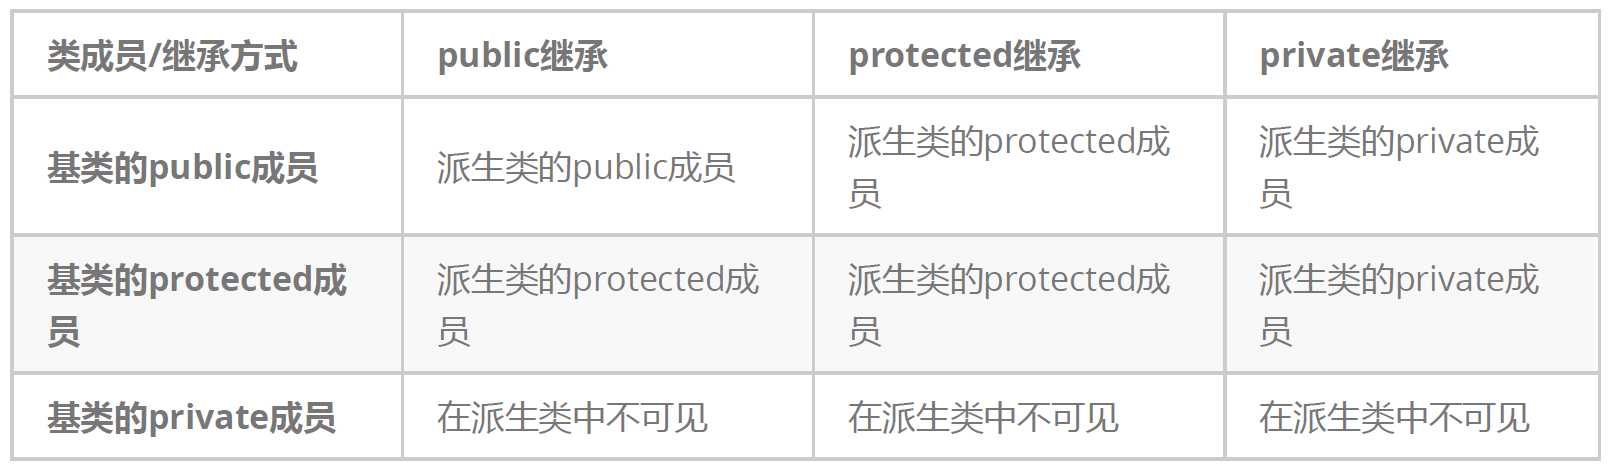 类成员/继承方式 public继承 protected继承 private继承
基类的public成员 派生类的public成员 派生类的protected成
员 派生类的private成
员
基类的protected成
员 派生类的protected成
员 派生类的protected成
员 派生类的private成
员
基类的private成员 在派生类中不可见 在派生类中不可见 在派生类中不可见